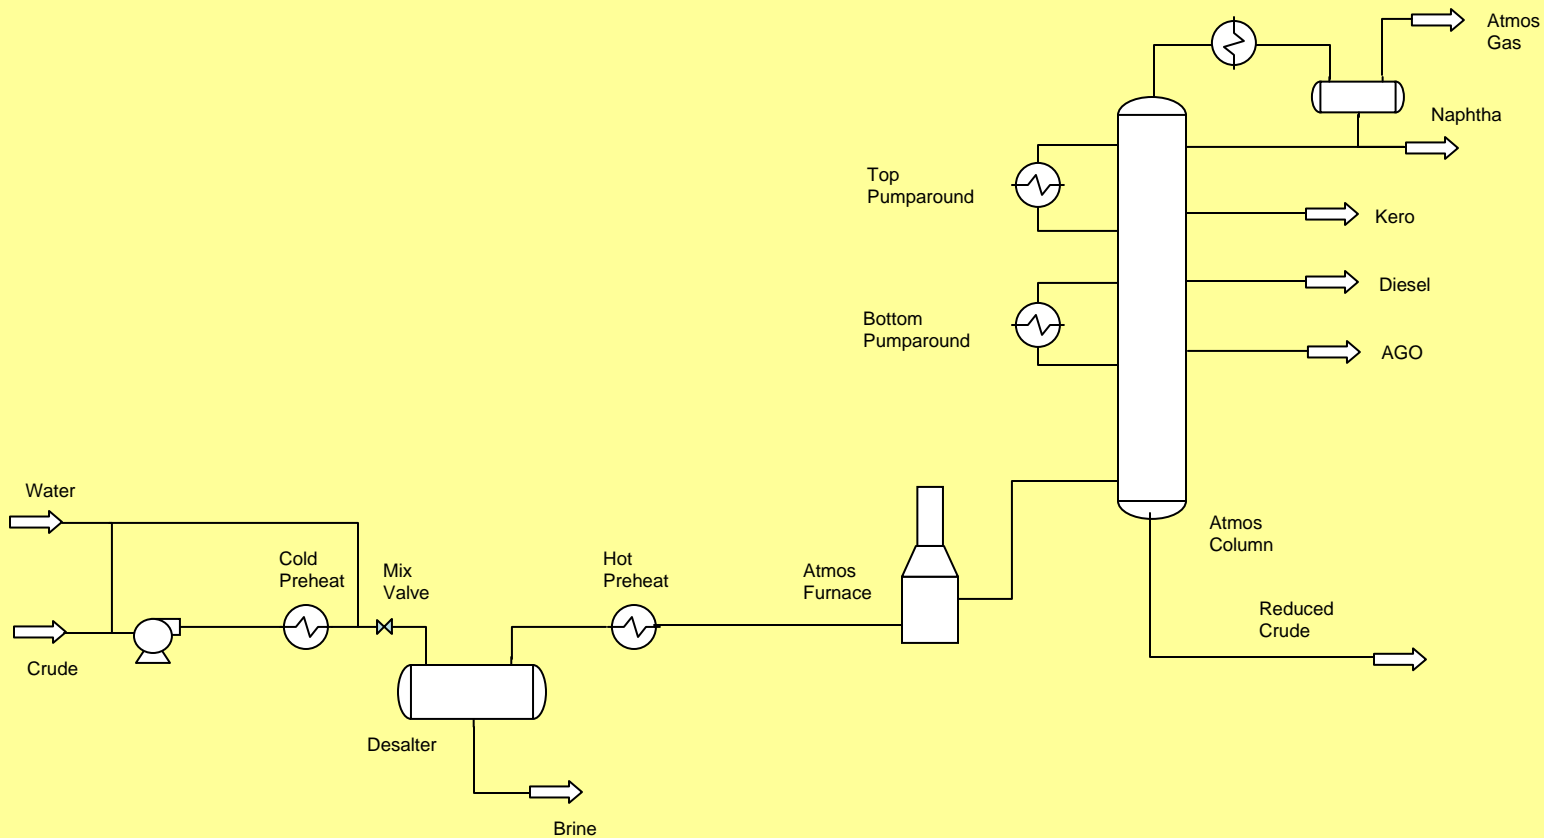 Atmos
Gas
Naphtha
Top
Pumparound
Kero
Diesel
Bottom
Pumparound
AGO
Water
Cold
Preheat
Mix
Valve
Hot
Preheat
Atmos
Furnace
Atmos
Column
Reduced
Crude
Crude
Desalter
Brine